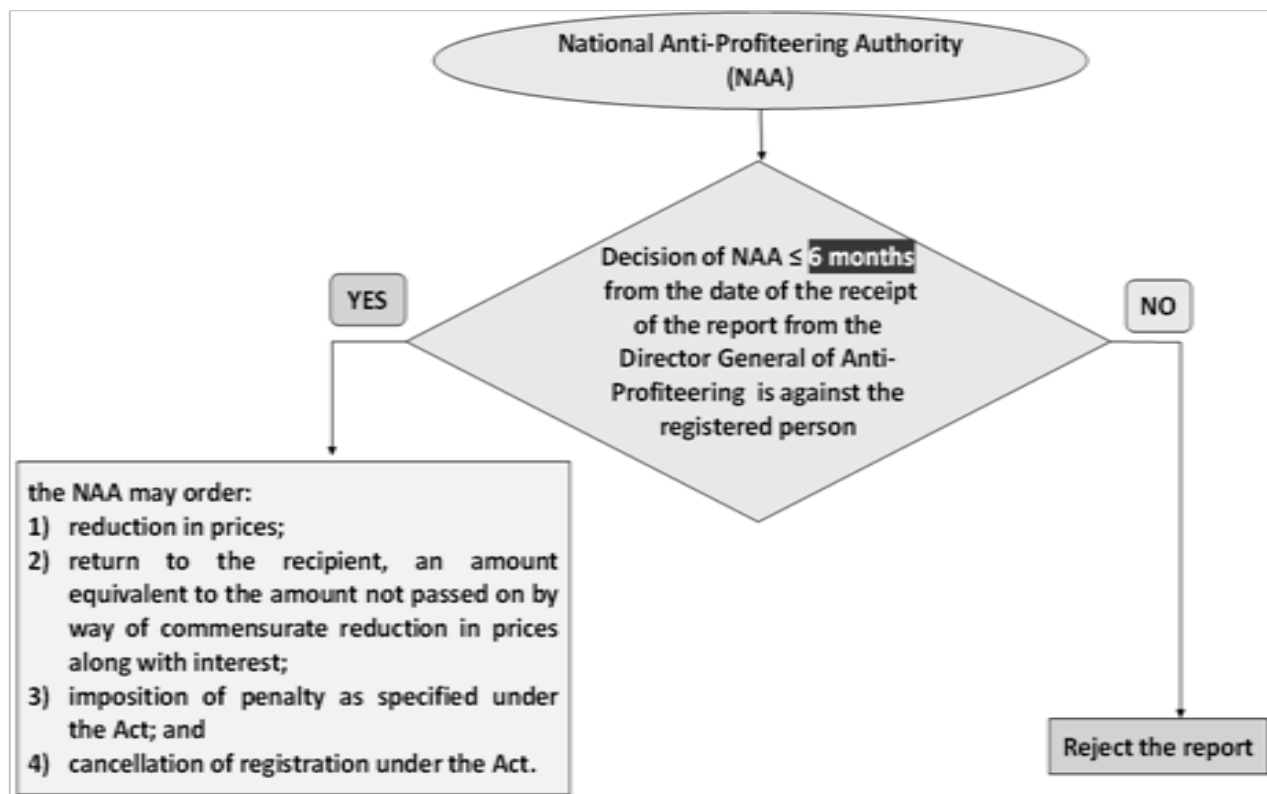 National Anti-Profiteering Authority
(NAA)
Decision of NAA ≤ 6 months
from the date of the receipt
of the report from the
Director General of Anti-
Profiteering is against the
registered person
YES
NO
the NAA may order:
1) reduction in prices;
2) return to the recipient, an amount
equivalent to the amount not passed on by
way of commensurate reduction in prices
along with interest;
3) imposition of penalty as specified under
the Act; and
4) cancellation of registration under the Act.
Reject the report